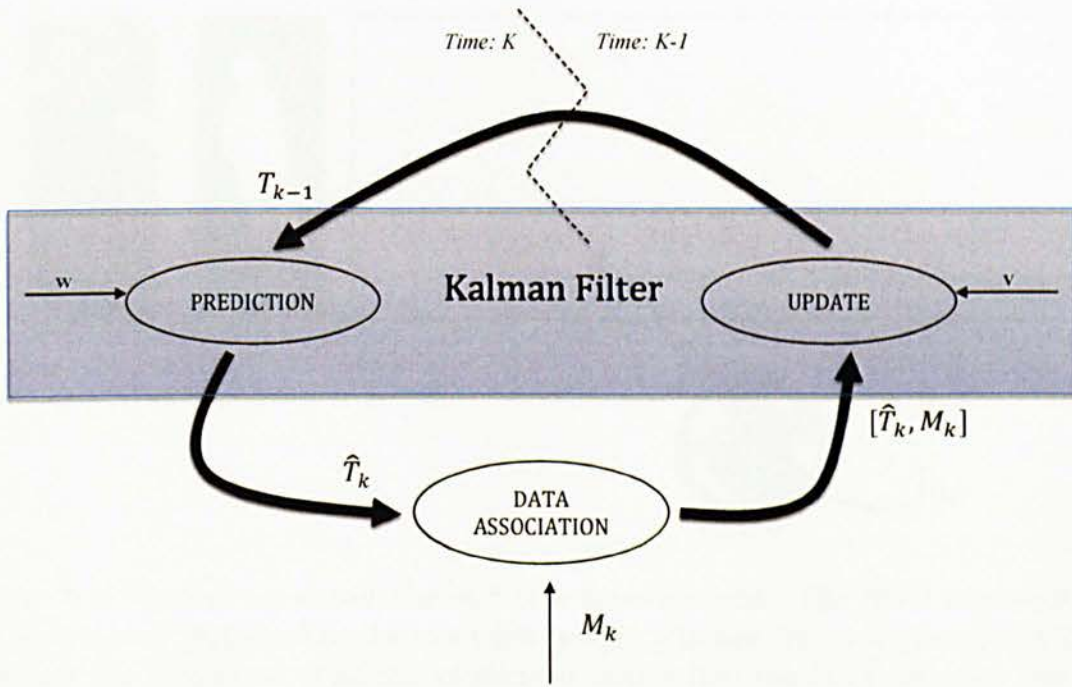 Time: K
Time: K-1
T_{k-1}
w
PREDICTION
Kalman Filter
UPDATE
v
[T̂_k, M_k]
T̂_k
DATA
ASSOCIATION
M_k